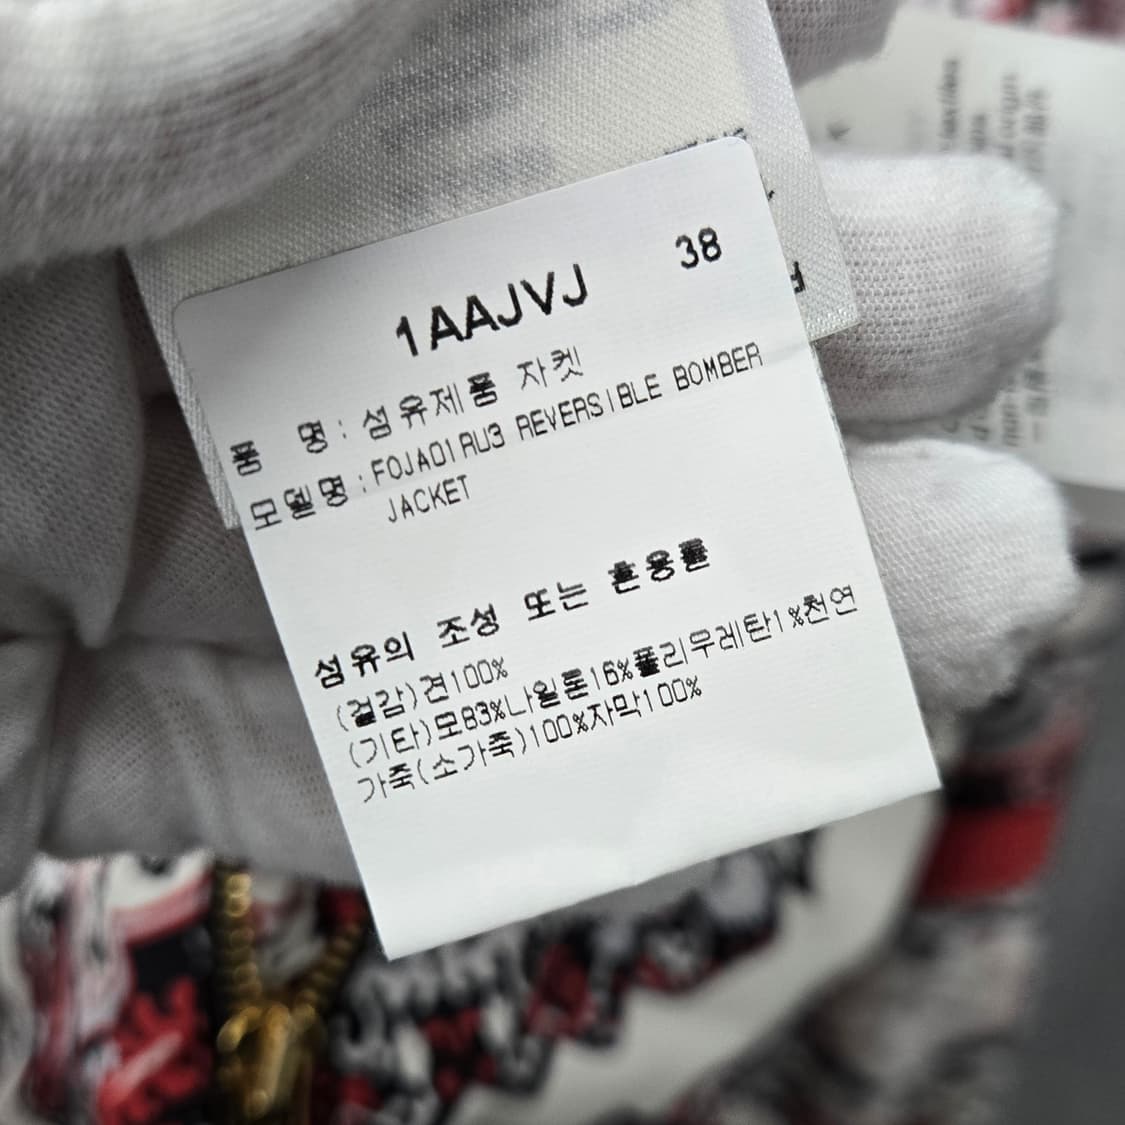 38
1AAJVJ
품 명 : 섬유제품 자켓
모델명 : FOJA01RU3 REVERSIBLE BOMBER
JACKET
섬유의 조성 또는 혼용률
(겉감)견100%
(기타)모83%나일론16%폴리우레탄1%천연
가죽(소가죽)100%자막100%